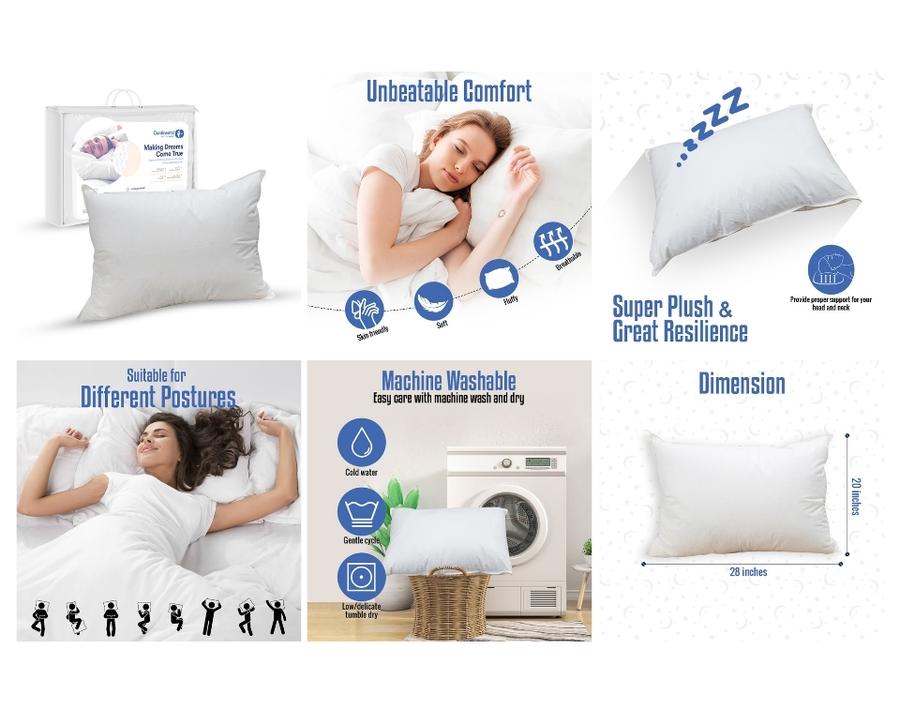 Continental
Making Dreams
Come True
Unbeatable Comfort
Skin friendly
Soft
Fluffy
Breathable
zzzZZZ
Super Plush &
Great Resilience
Provide proper support for your
head and neck
Suitable for
Different Postures
Machine Washable
Easy care with machine wash and dry
Cold water
Gentle cycle
Low/delicate
tumble dry
Dimension
20 inches
28 inches